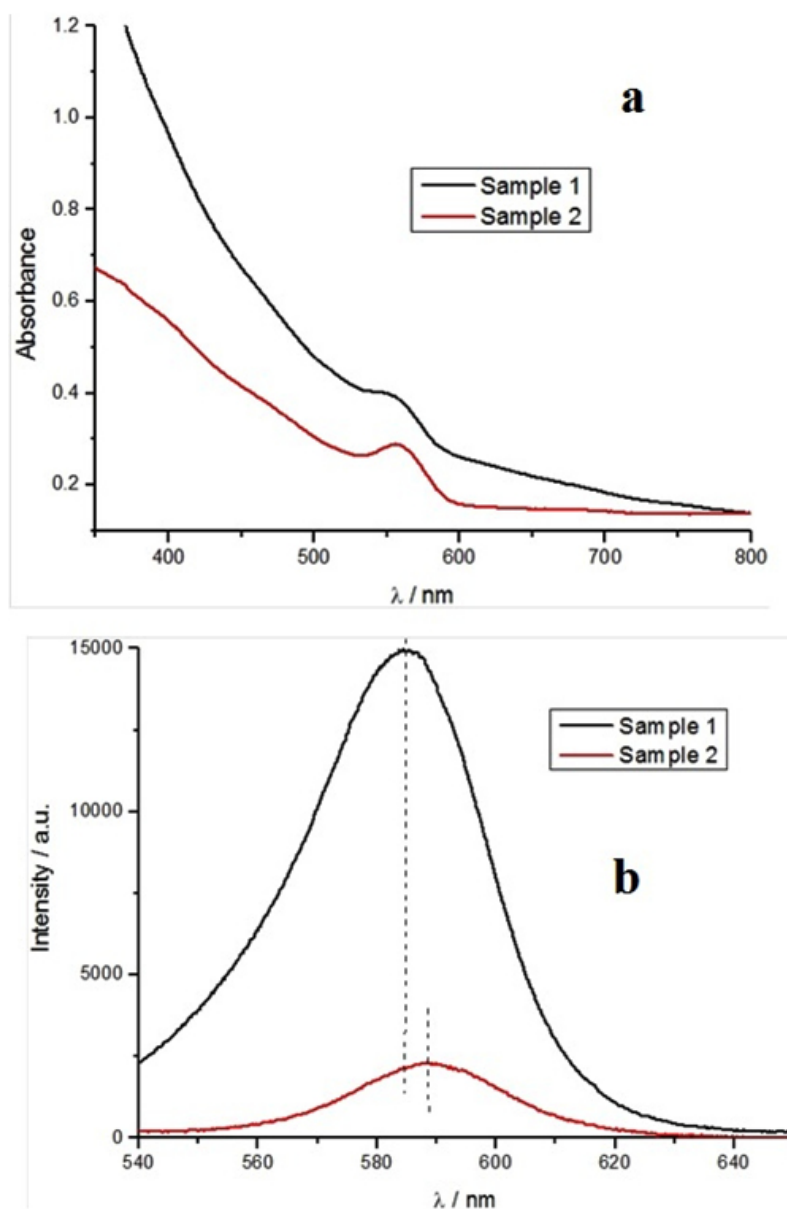 a
Sample 1
Sample 2
Absorbance
1.2
1.0
0.8
0.6
0.4
0.2
400 500 600 700 800
λ / nm
b
Sample 1
Sample 2
Intensity / a.u.
15000
10000
5000
0
540 560 580 600 620 640
λ / nm